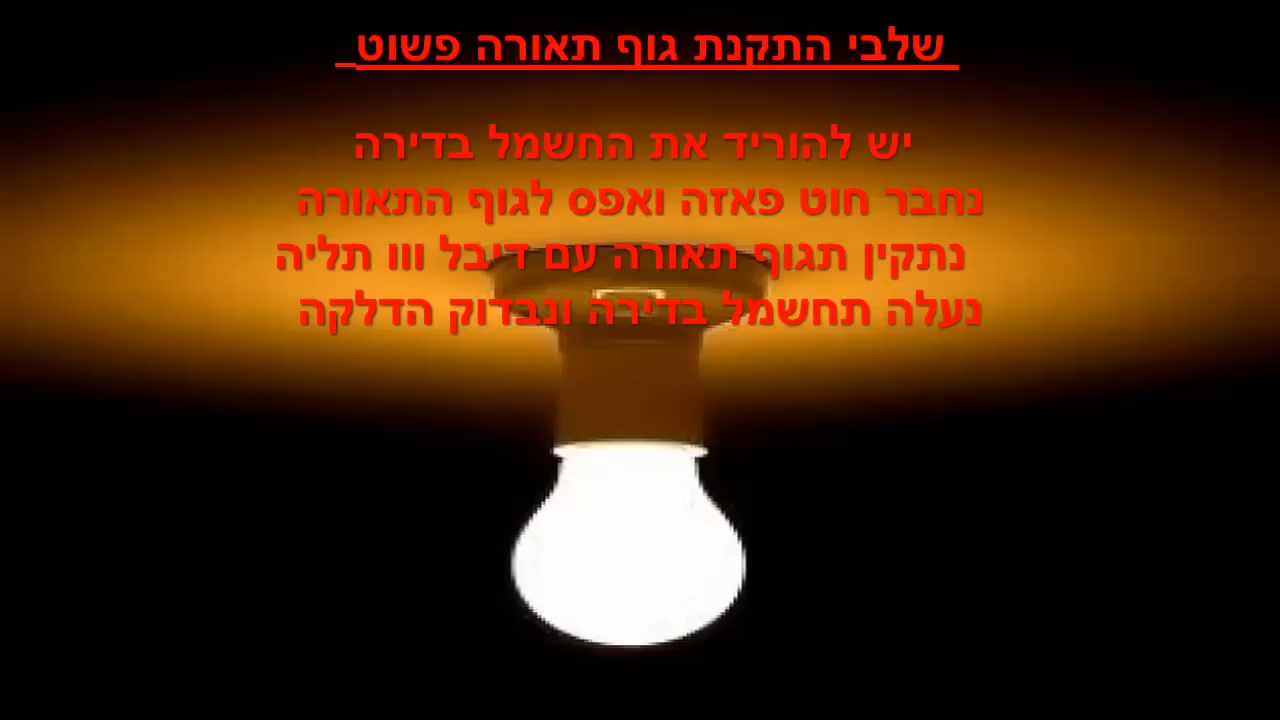 שלבי התקנת גוף תאורה פשוט
יש להוריד את החשמל בדירה
נחבר חוט פאזה ואפס לגוף התאורה
נתקין תגוף תאורה עם דיבל ווו תליה
נעלה תחשמל בדירה ונבדוק הדלקה